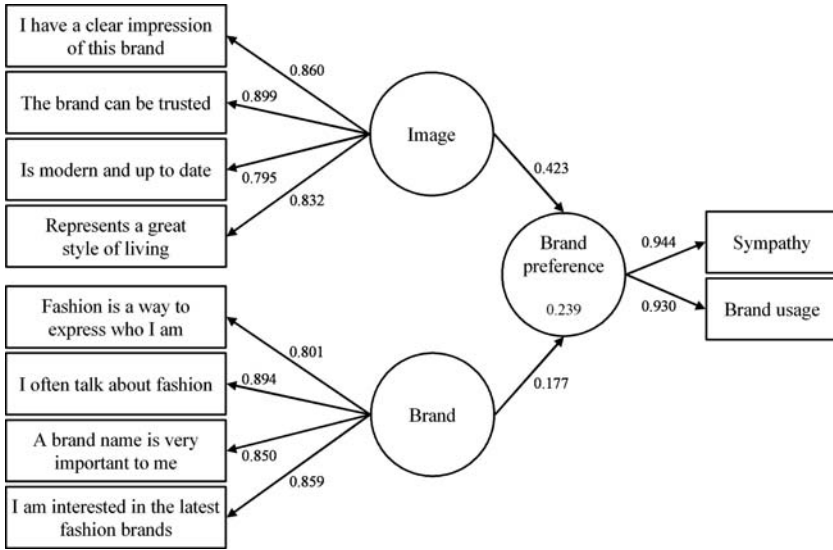 I have a clear impression
of this brand
0.860
The brand can be trusted
0.899
Image
Is modern and up to date
0.795
0.423
0.832
Represents a great
style of living
Brand
preference
0.239
0.944
Sympathy
0.930
Brand usage
Fashion is a way to
express who I am
0.801
I often talk about fashion
0.894
0.177
Brand
A brand name is very
important to me
0.850
0.859
I am interested in the latest
fashion brands